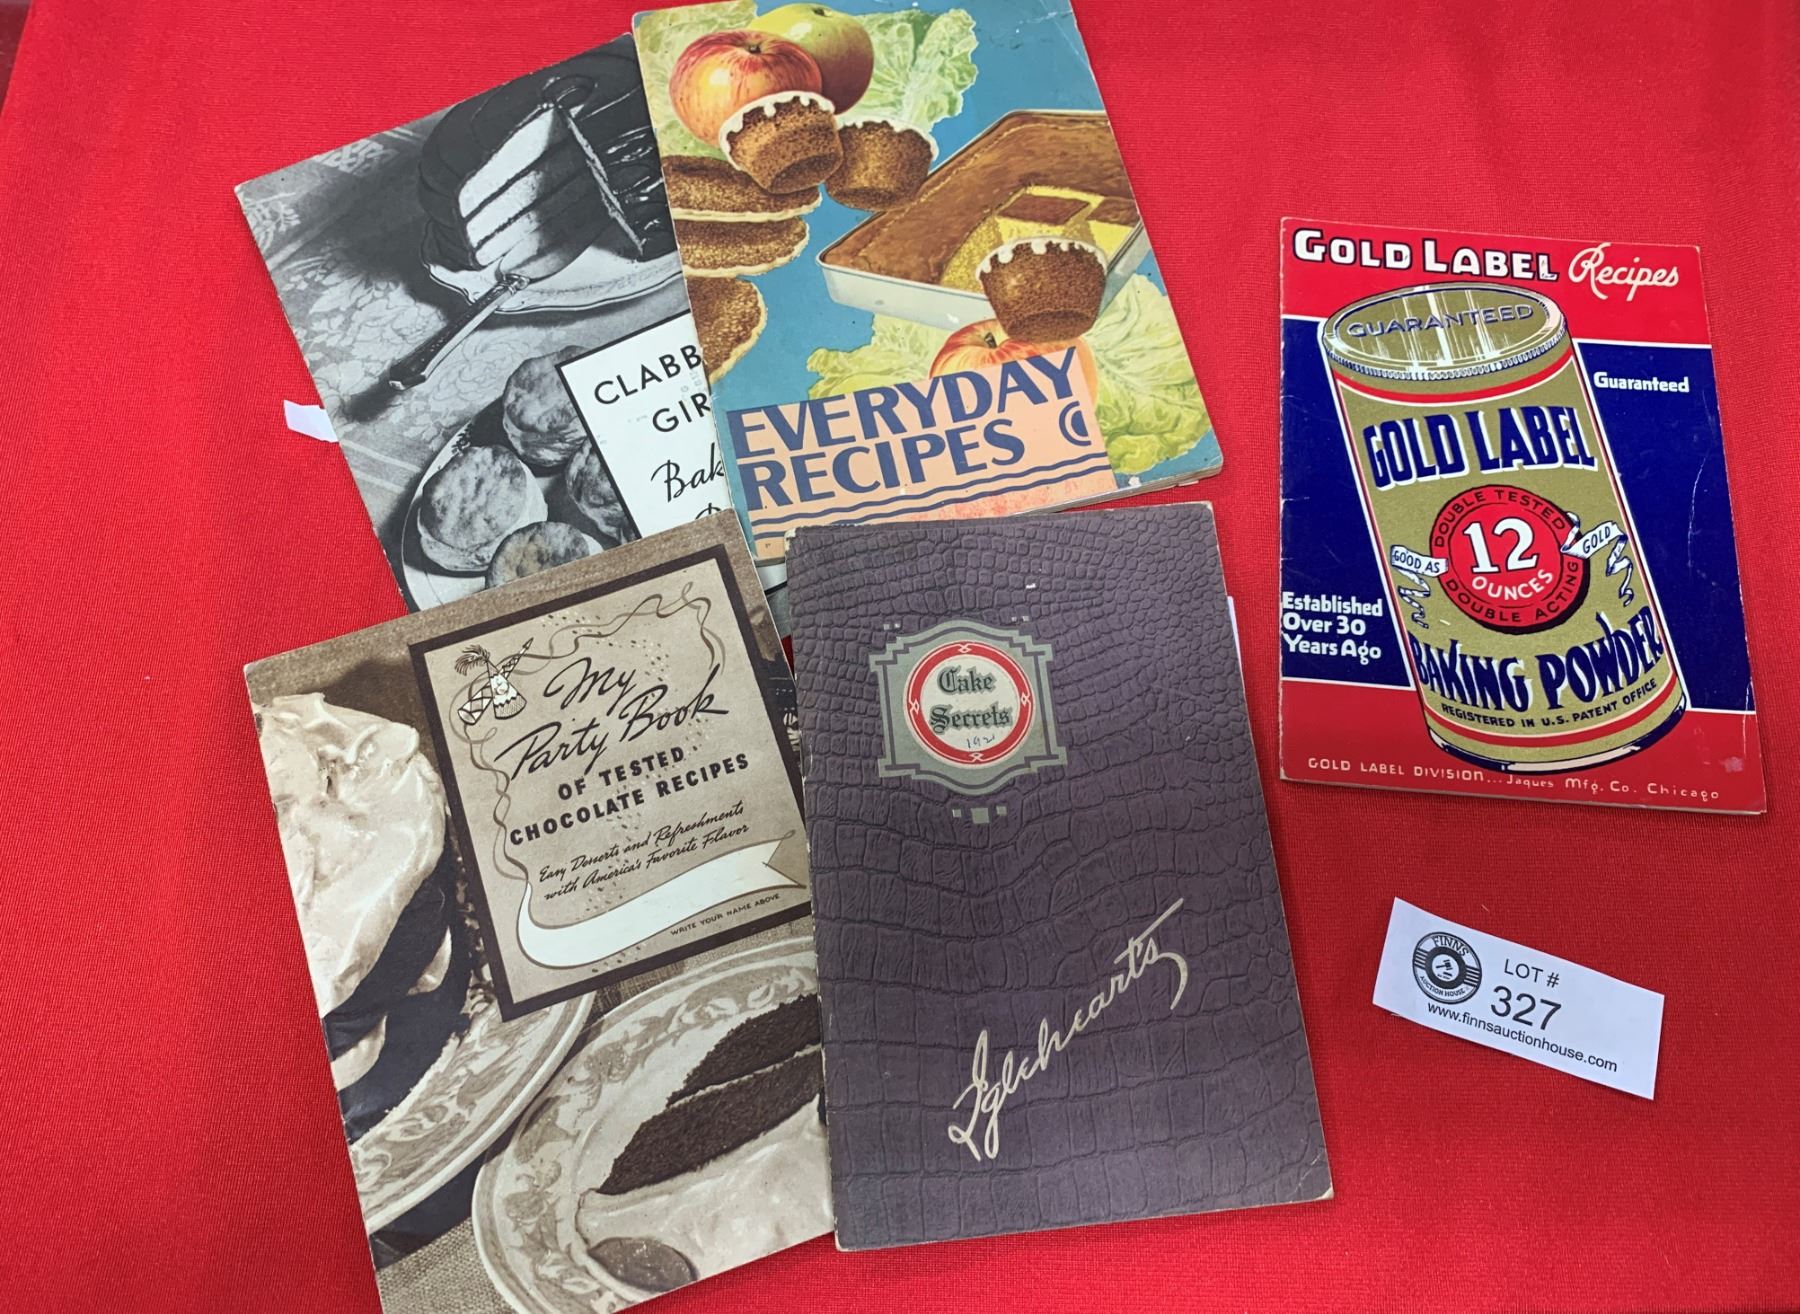 CLABB
GIR
Bak
EVERYDAY
RECIPES
My
Party Book
OF TESTED
CHOCOLATE RECIPES
Easy Desserts and Refreshments
with America's Favorite Flavor
WRITE YOUR NAME ABOVE
Cake
Secrets
192
Igleheart's
GOLD LABEL Recipes
GUARANTEED
Guaranteed
GOLD LABEL
DOUBLE TESTED
GOOD AS
12
GOLD
OUNCES
DOUBLE ACTING
Established
Over 30
Years Ago
BAKING POWDER
REGISTERED IN U.S. PATENT OFFICE
GOLD LABEL DIVISION... Jaques Mfg. Co. Chicago
FINNS
AUCTION HOUSE
LOT #
327
www.finnsauctionhouse.com